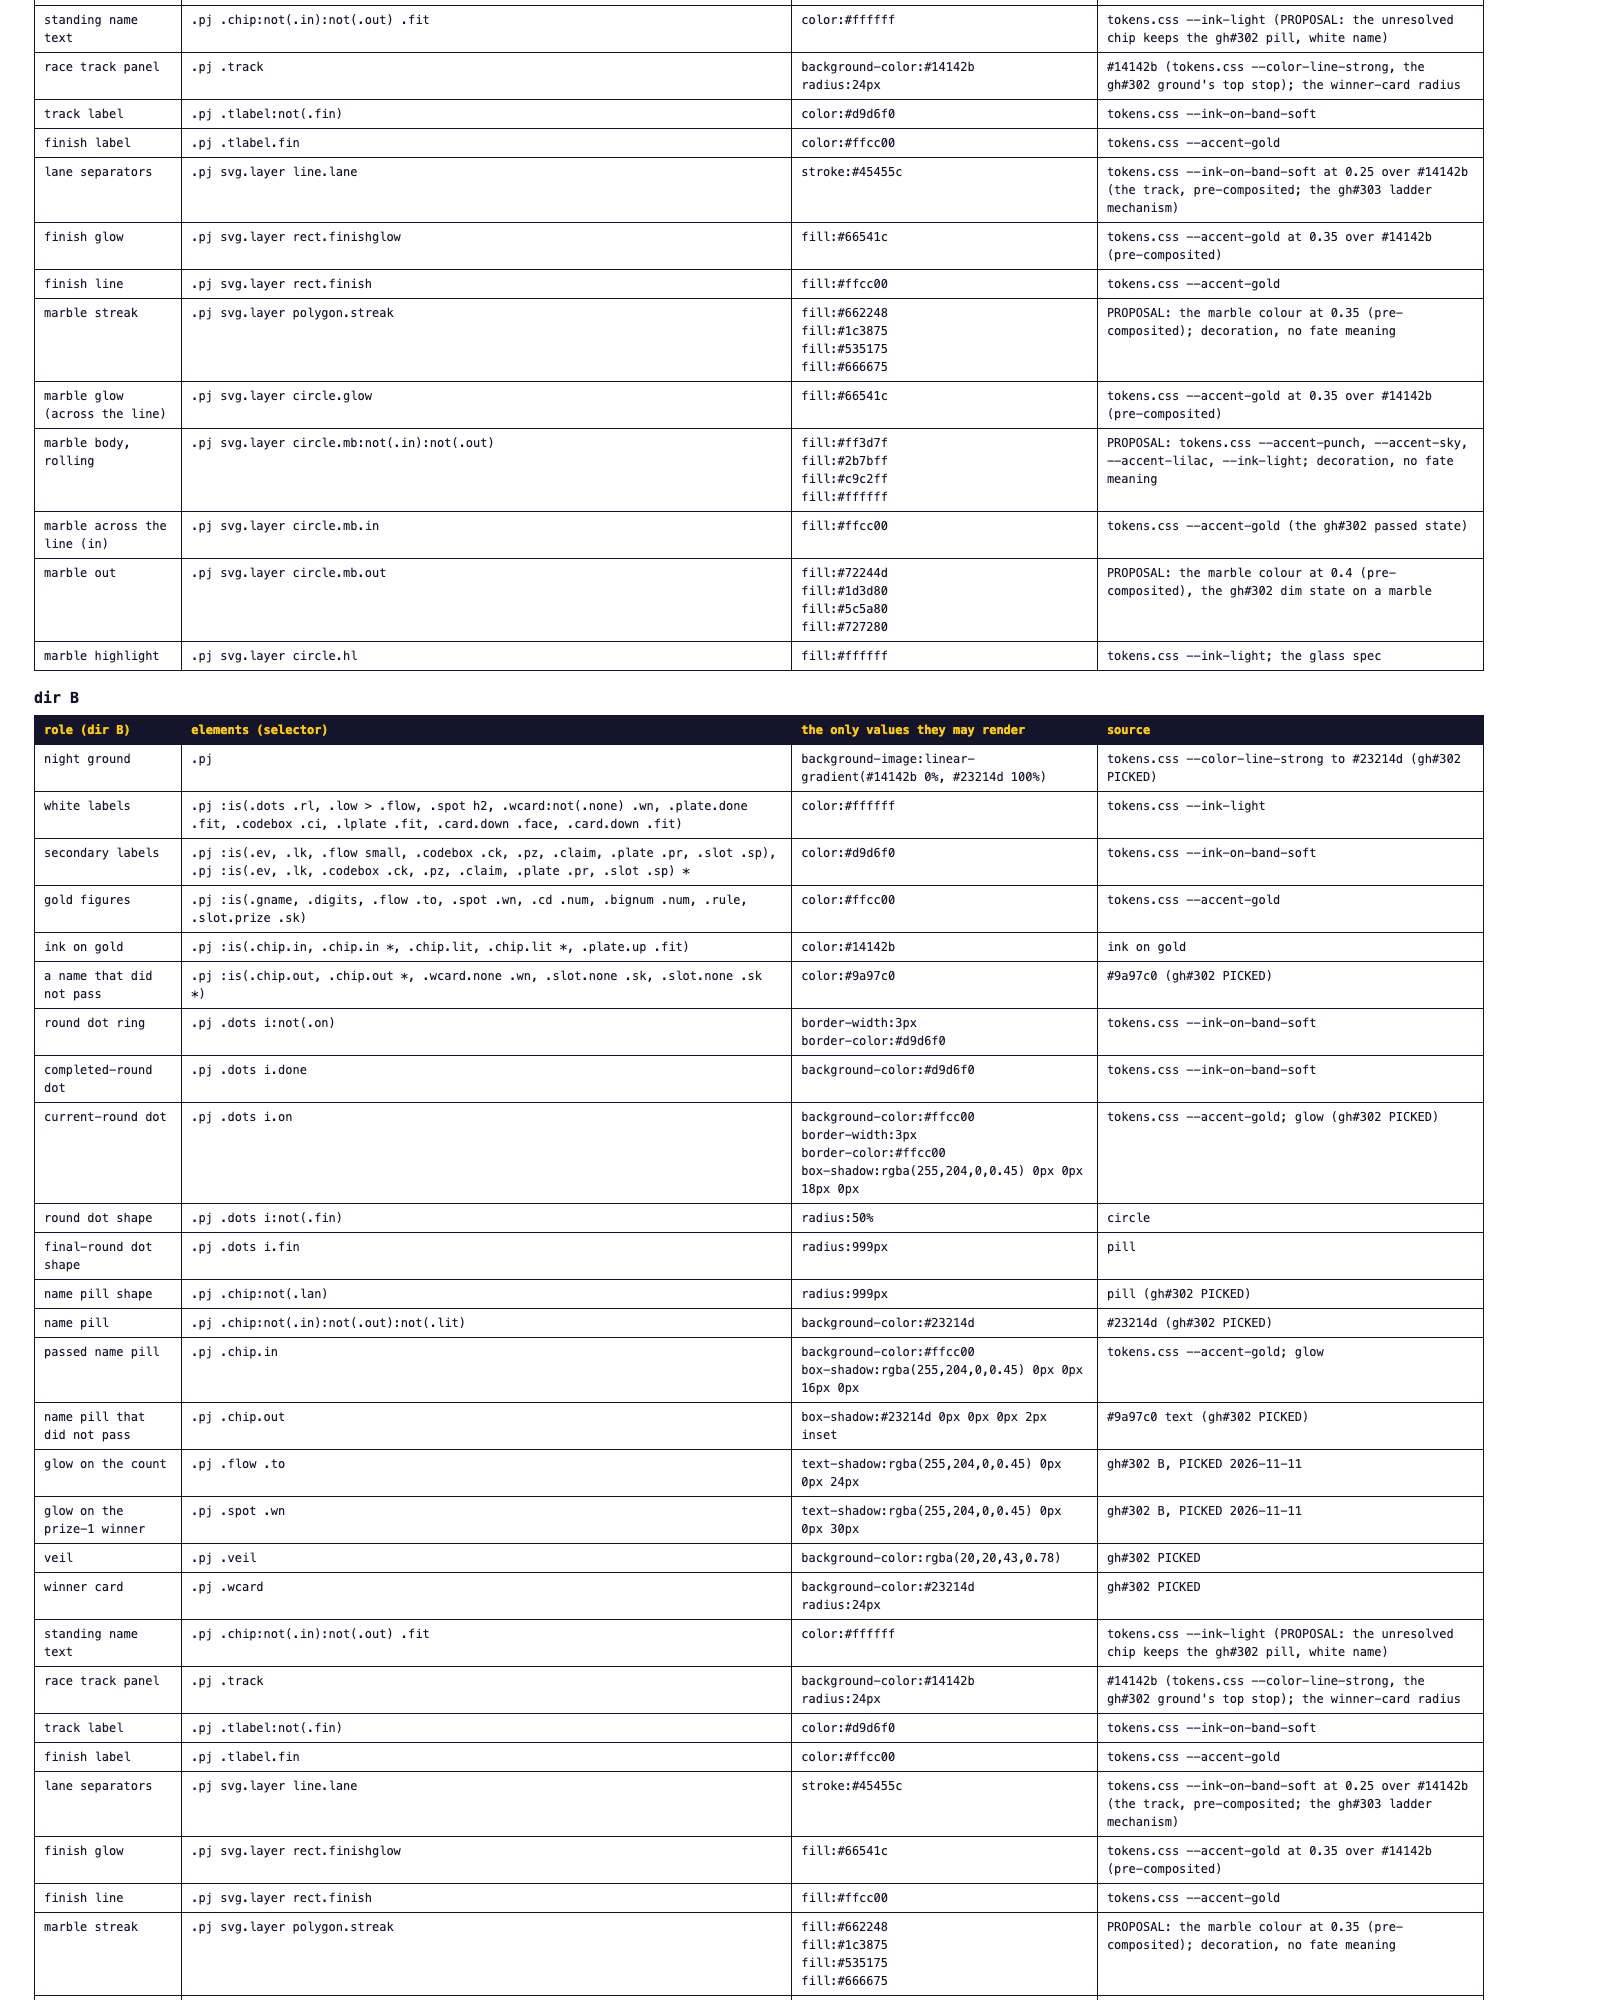 standing name
text
.pj .chip:not(.in):not(.out) .fit
color:#ffffff
tokens.css --ink-light (PROPOSAL: the unresolved
chip keeps the gh#302 pill, white name)
race track panel
.pj .track
background-color:#14142b
radius:24px
#14142b (tokens.css --color-line-strong, the
gh#302 ground's top stop); the winner-card radius
track label
.pj .tlabel:not(.fin)
color:#d9d6f0
tokens.css --ink-on-band-soft
finish label
.pj .tlabel.fin
color:#ffcc00
tokens.css --accent-gold
lane separators
.pj svg.layer line.lane
stroke:#45455c
tokens.css --ink-on-band-soft at 0.25 over #14142b
(the track, pre-composited; the gh#303 ladder
mechanism)
finish glow
.pj svg.layer rect.finishglow
fill:#66541c
tokens.css --accent-gold at 0.35 over #14142b
(pre-composited)
finish line
.pj svg.layer rect.finish
fill:#ffcc00
tokens.css --accent-gold
marble streak
.pj svg.layer polygon.streak
fill:#662248
fill:#1c3875
fill:#535175
fill:#666675
PROPOSAL: the marble colour at 0.35 (pre-
composited); decoration, no fate meaning
marble glow
(across the line)
.pj svg.layer circle.glow
fill:#66541c
tokens.css --accent-gold at 0.35 over #14142b
(pre-composited)
marble body,
rolling
.pj svg.layer circle.mb:not(.in):not(.out)
fill:#ff3d7f
fill:#2b7bff
fill:#c9c2ff
fill:#ffffff
PROPOSAL: tokens.css --accent-punch, --accent-sky,
--accent-lilac, --ink-light; decoration, no fate
meaning
marble across the
line (in)
.pj svg.layer circle.mb.in
fill:#ffcc00
tokens.css --accent-gold (the gh#302 passed state)
marble out
.pj svg.layer circle.mb.out
fill:#72244d
fill:#1d3d80
fill:#5c5a80
fill:#727280
PROPOSAL: the marble colour at 0.4 (pre-
composited), the gh#302 dim state on a marble
marble highlight
.pj svg.layer circle.hl
fill:#ffffff
tokens.css --ink-light; the glass spec
dir B
role (dir B)
elements (selector)
the only values they may render
source
night ground
.pj
background-image:linear-
gradient(#14142b 0%, #23214d 100%)
tokens.css --color-line-strong to #23214d (gh#302
PICKED)
white labels
.pj :is(.dots .rl, .low > .flow, .spot h2, .wcard:not(.none) .wn, .plate.done
.fit, .codebox .ci, .lplate .fit, .card.down .face, .card.down .fit)
color:#ffffff
tokens.css --ink-light
secondary labels
.pj :is(.ev, .lk, .flow small, .codebox .ck, .pz, .claim, .plate .pr, .slot .sp),
.pj :is(.ev, .lk, .codebox .ck, .pz, .claim, .plate .pr, .slot .sp) *
color:#d9d6f0
tokens.css --ink-on-band-soft
gold figures
.pj :is(.gname, .digits, .flow .to, .spot .wn, .cd .num, .bignum .num, .rule,
.slot.prize .sk)
color:#ffcc00
tokens.css --accent-gold
ink on gold
.pj :is(.chip.in, .chip.in *, .chip.lit, .chip.lit *, .plate.up .fit)
color:#14142b
ink on gold
a name that did
not pass
.pj :is(.chip.out, .chip.out *, .wcard.none .wn, .slot.none .sk, .slot.none .sk
*)
color:#9a97c0
#9a97c0 (gh#302 PICKED)
round dot ring
.pj .dots i:not(.on)
border-width:3px
border-color:#d9d6f0
tokens.css --ink-on-band-soft
completed-round
dot
.pj .dots i.done
background-color:#d9d6f0
tokens.css --ink-on-band-soft
current-round dot
.pj .dots i.on
background-color:#ffcc00
border-width:3px
border-color:#ffcc00
box-shadow:rgba(255,204,0,0.45) 0px 0px
18px 0px
tokens.css --accent-gold; glow (gh#302 PICKED)
round dot shape
.pj .dots i:not(.fin)
radius:50%
circle
final-round dot
shape
.pj .dots i.fin
radius:999px
pill
name pill shape
.pj .chip:not(.lan)
radius:999px
pill (gh#302 PICKED)
name pill
.pj .chip:not(.in):not(.out):not(.lit)
background-color:#23214d
#23214d (gh#302 PICKED)
passed name pill
.pj .chip.in
background-color:#ffcc00
box-shadow:rgba(255,204,0,0.45) 0px 0px
16px 0px
tokens.css --accent-gold; glow
name pill that
did not pass
.pj .chip.out
box-shadow:#23214d 0px 0px 0px 2px
inset
#9a97c0 text (gh#302 PICKED)
glow on the count
.pj .flow .to
text-shadow:rgba(255,204,0,0.45) 0px
0px 24px
gh#302 B, PICKED 2026-11-11
glow on the
prize-1 winner
.pj .spot .wn
text-shadow:rgba(255,204,0,0.45) 0px
0px 30px
gh#302 B, PICKED 2026-11-11
veil
.pj .veil
background-color:rgba(20,20,43,0.78)
gh#302 PICKED
winner card
.pj .wcard
background-color:#23214d
radius:24px
gh#302 PICKED
standing name
text
.pj .chip:not(.in):not(.out) .fit
color:#ffffff
tokens.css --ink-light (PROPOSAL: the unresolved
chip keeps the gh#302 pill, white name)
race track panel
.pj .track
background-color:#14142b
radius:24px
#14142b (tokens.css --color-line-strong, the
gh#302 ground's top stop); the winner-card radius
track label
.pj .tlabel:not(.fin)
color:#d9d6f0
tokens.css --ink-on-band-soft
finish label
.pj .tlabel.fin
color:#ffcc00
tokens.css --accent-gold
lane separators
.pj svg.layer line.lane
stroke:#45455c
tokens.css --ink-on-band-soft at 0.25 over #14142b
(the track, pre-composited; the gh#303 ladder
mechanism)
finish glow
.pj svg.layer rect.finishglow
fill:#66541c
tokens.css --accent-gold at 0.35 over #14142b
(pre-composited)
finish line
.pj svg.layer rect.finish
fill:#ffcc00
tokens.css --accent-gold
marble streak
.pj svg.layer polygon.streak
fill:#662248
fill:#1c3875
fill:#535175
fill:#666675
PROPOSAL: the marble colour at 0.35 (pre-
composited); decoration, no fate meaning